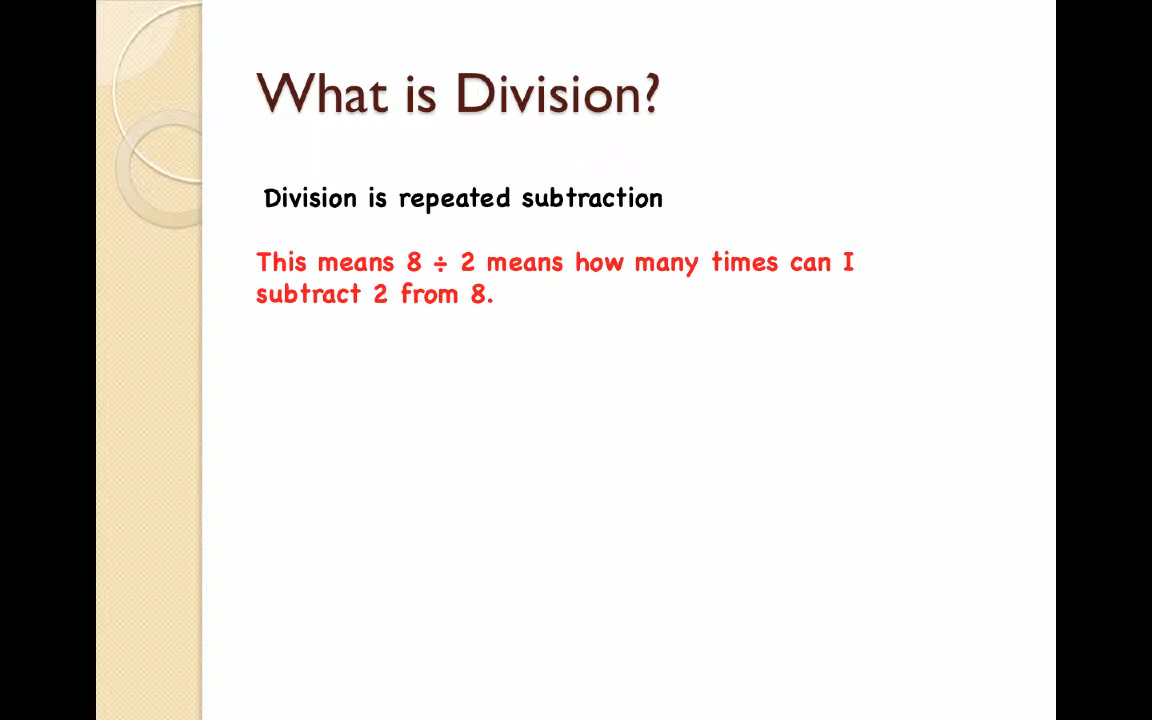 What is Division?
Division is repeated subtraction
This means 8 ÷ 2 means how many times can I
subtract 2 from 8.